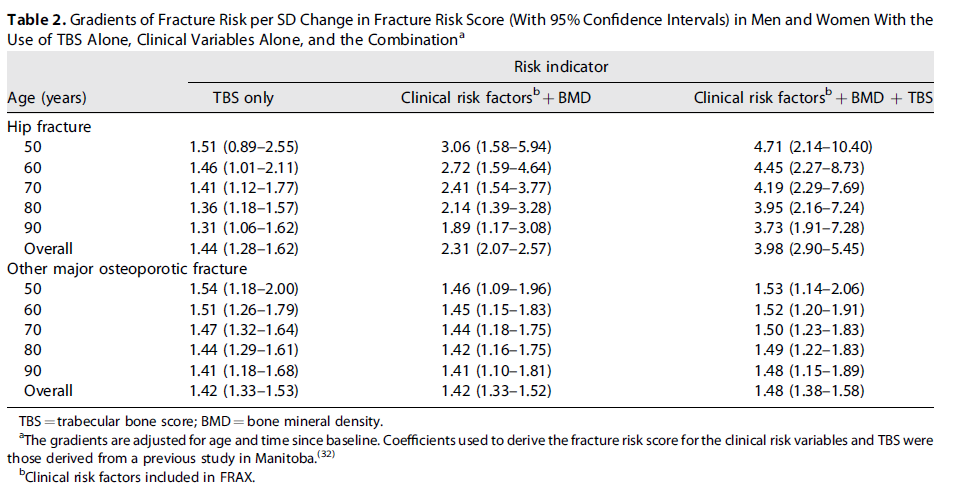 Table 2. Gradients of Fracture Risk per SD Change in Fracture Risk Score (With 95% Confidence Intervals) in Men and Women With the
Use of TBS Alone, Clinical Variables Alone, and the Combinationᵃ
Risk indicator
Age (years) TBS only Clinical risk factorsᵇ + BMD Clinical risk factorsᵇ + BMD + TBS
Hip fracture
50 1.51 (0.89–2.55) 3.06 (1.58–5.94) 4.71 (2.14–10.40)
60 1.46 (1.01–2.11) 2.72 (1.59–4.64) 4.45 (2.27–8.73)
70 1.41 (1.12–1.77) 2.41 (1.54–3.77) 4.19 (2.29–7.69)
80 1.36 (1.18–1.57) 2.14 (1.39–3.28) 3.95 (2.16–7.24)
90 1.31 (1.06–1.62) 1.89 (1.17–3.08) 3.73 (1.91–7.28)
Overall 1.44 (1.28–1.62) 2.31 (2.07–2.57) 3.98 (2.90–5.45)
Other major osteoporotic fracture
50 1.54 (1.18–2.00) 1.46 (1.09–1.96) 1.53 (1.14–2.06)
60 1.51 (1.26–1.79) 1.45 (1.15–1.83) 1.52 (1.20–1.91)
70 1.47 (1.32–1.64) 1.44 (1.18–1.75) 1.50 (1.23–1.83)
80 1.44 (1.29–1.61) 1.42 (1.16–1.75) 1.49 (1.22–1.83)
90 1.41 (1.18–1.68) 1.41 (1.10–1.81) 1.48 (1.15–1.89)
Overall 1.42 (1.33–1.53) 1.42 (1.33–1.52) 1.48 (1.38–1.58)
TBS = trabecular bone score; BMD = bone mineral density.
ᵃThe gradients are adjusted for age and time since baseline. Coefficients used to derive the fracture risk score for the clinical risk variables and TBS were
those derived from a previous study in Manitoba.⁽³²⁾
ᵇClinical risk factors included in FRAX.